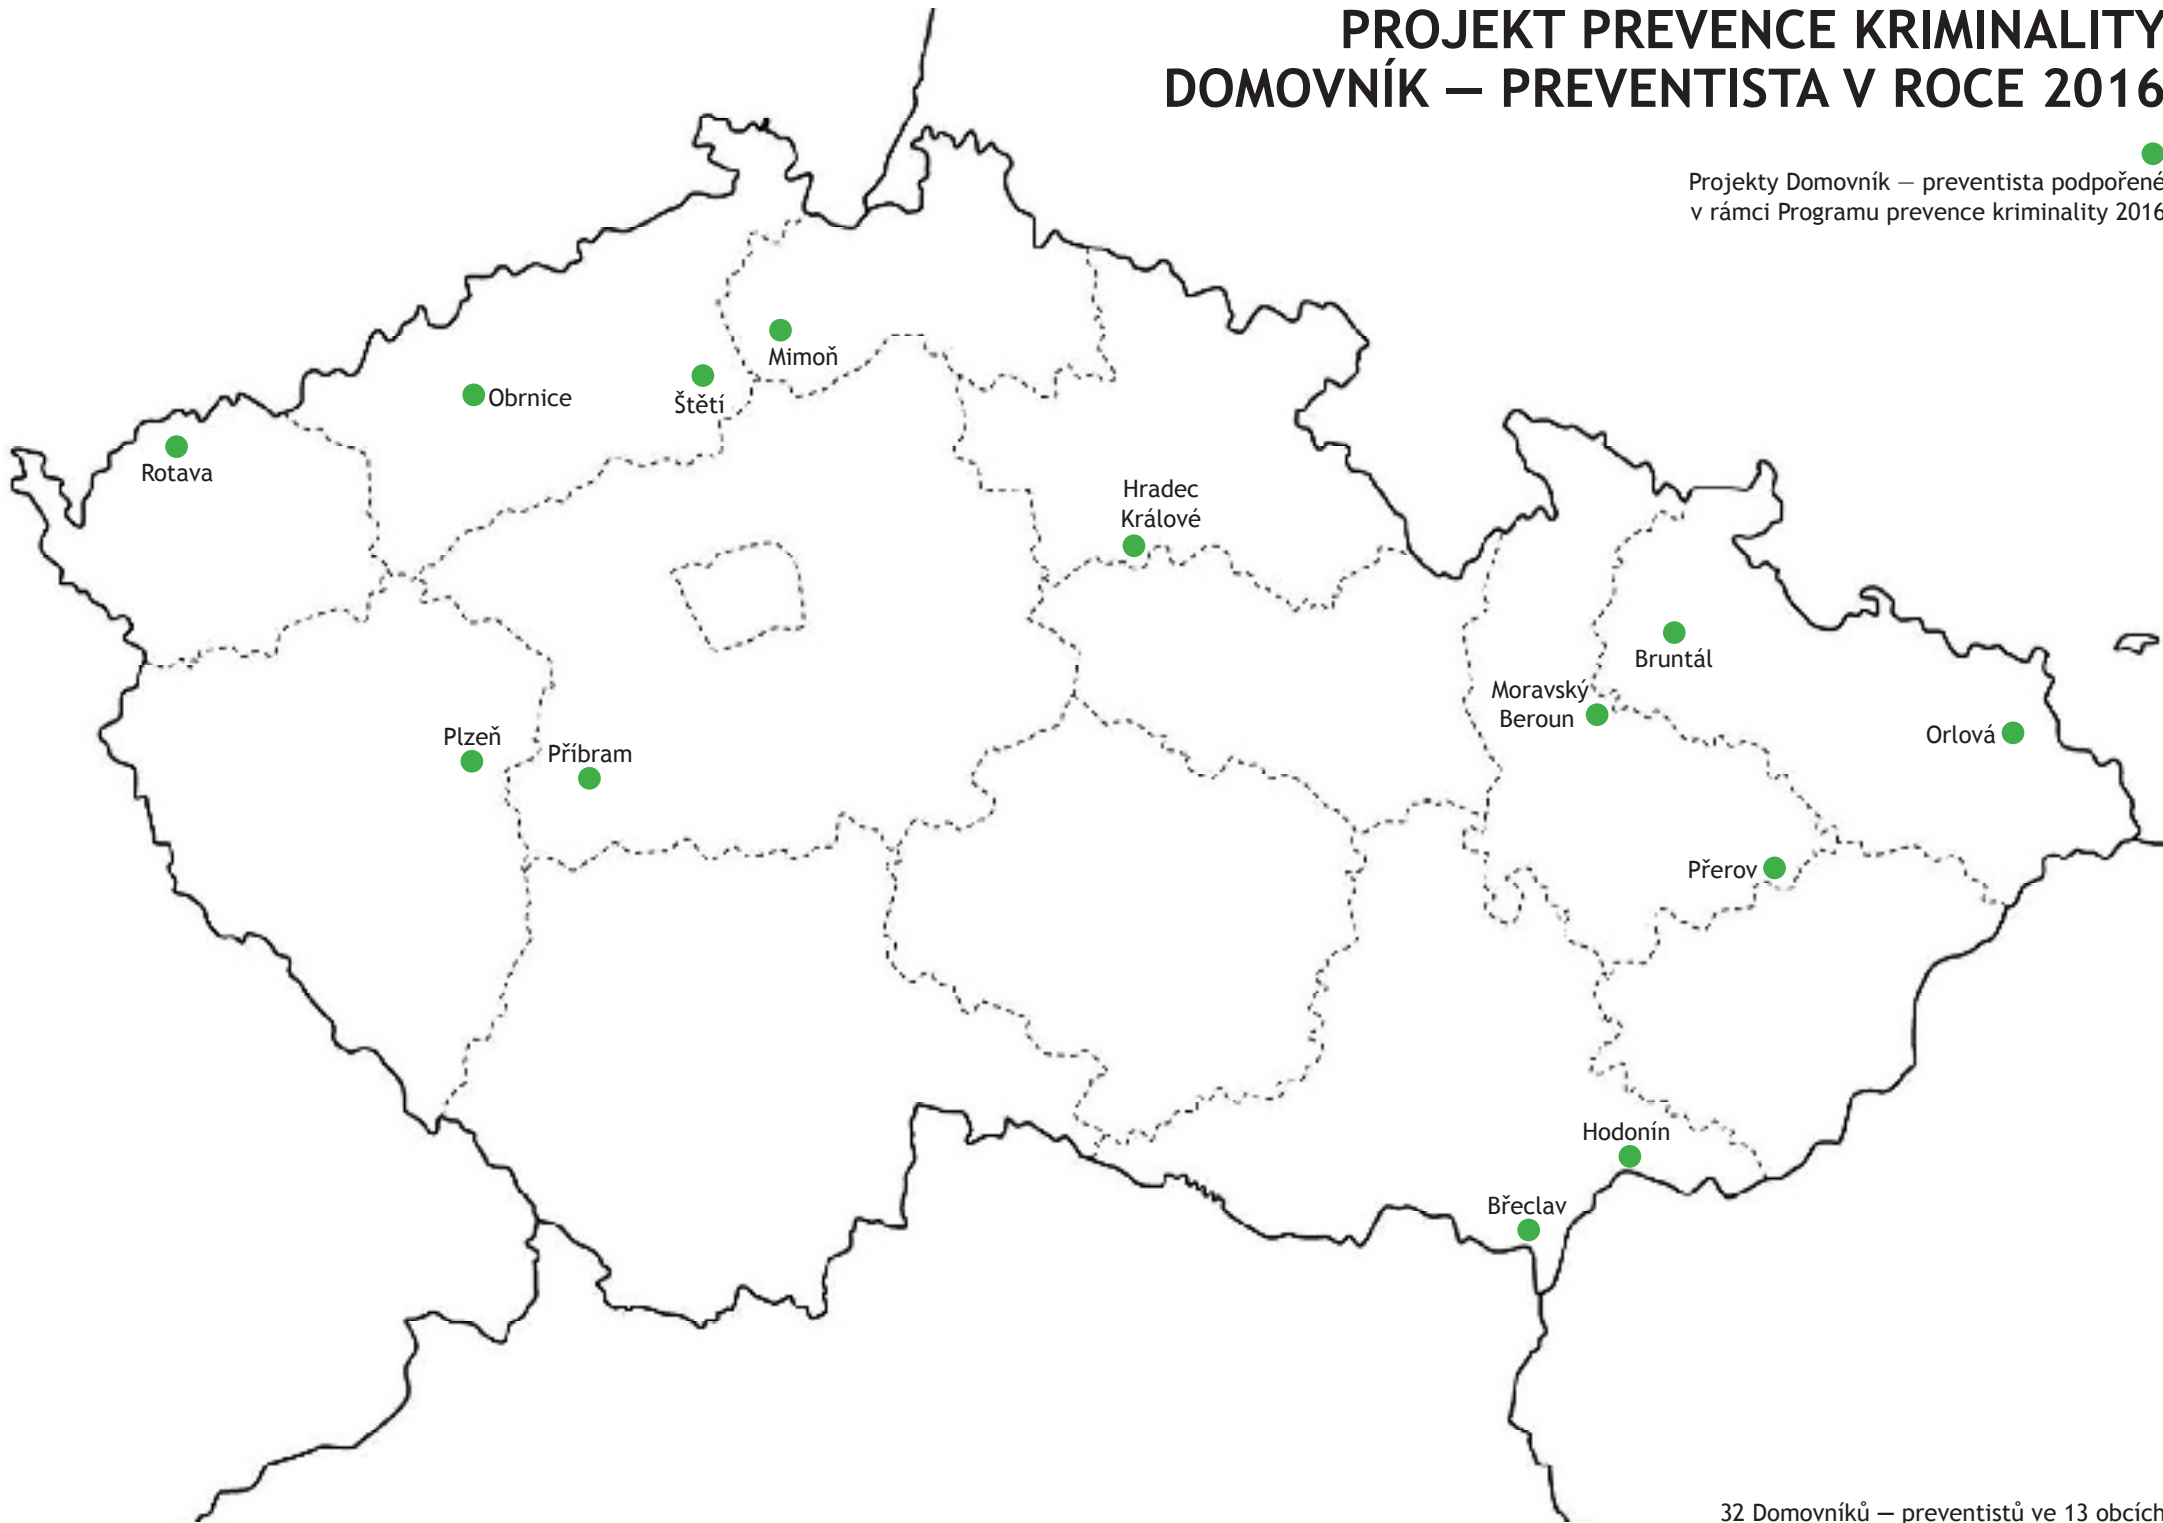 PROJEKT PREVENCE KRIMINALITY
DOMOVNÍK — PREVENTISTA V ROCE 2016
Projekty Domovník — preventista podpořené
v rámci Programu prevence kriminality 2016
Mimoň
Obrnice
Štětí
Rotava
Hradec
Králové
Bruntál
Moravský
Beroun
Orlová
Plzeň
Příbram
Přerov
Hodonín
Břeclav
32 Domovníků — preventistů ve 13 obcích